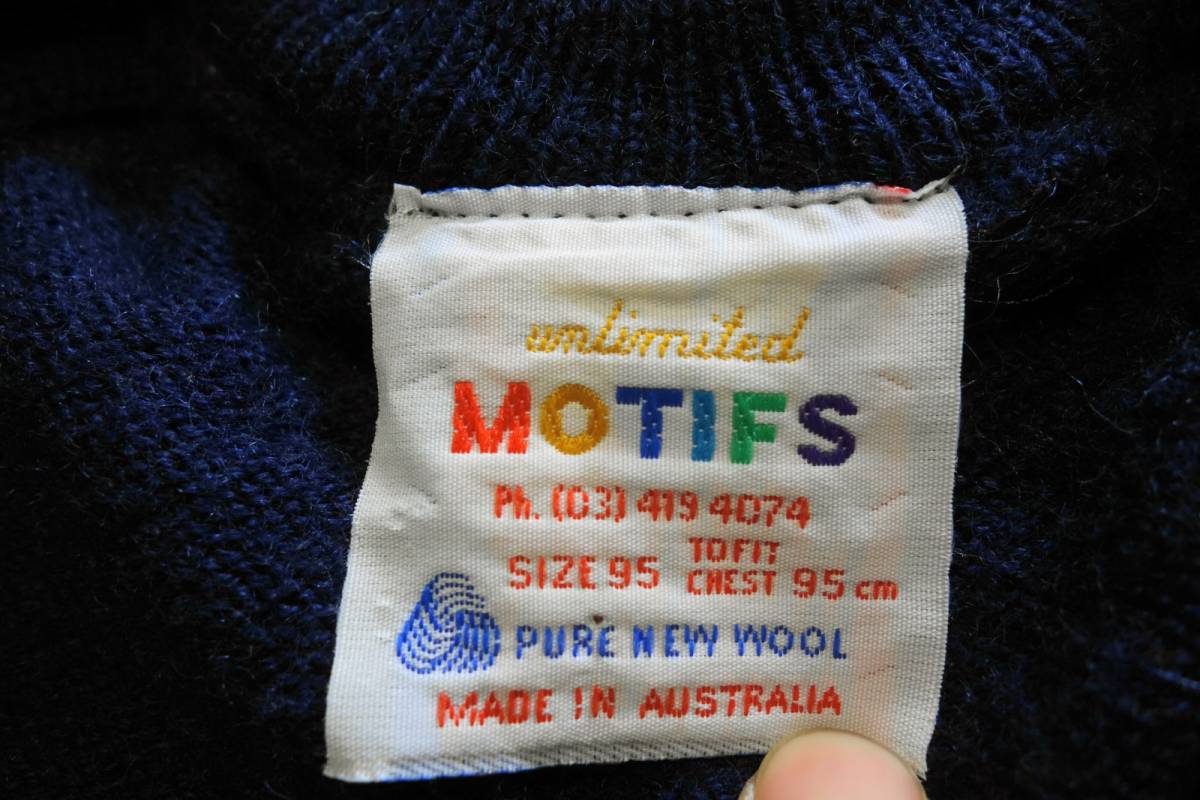 unlimited
MOTIFS
Ph. (03) 419 4074
SIZE 95 TO FIT CHEST 95 cm
PURE NEW WOOL
MADE IN AUSTRALIA